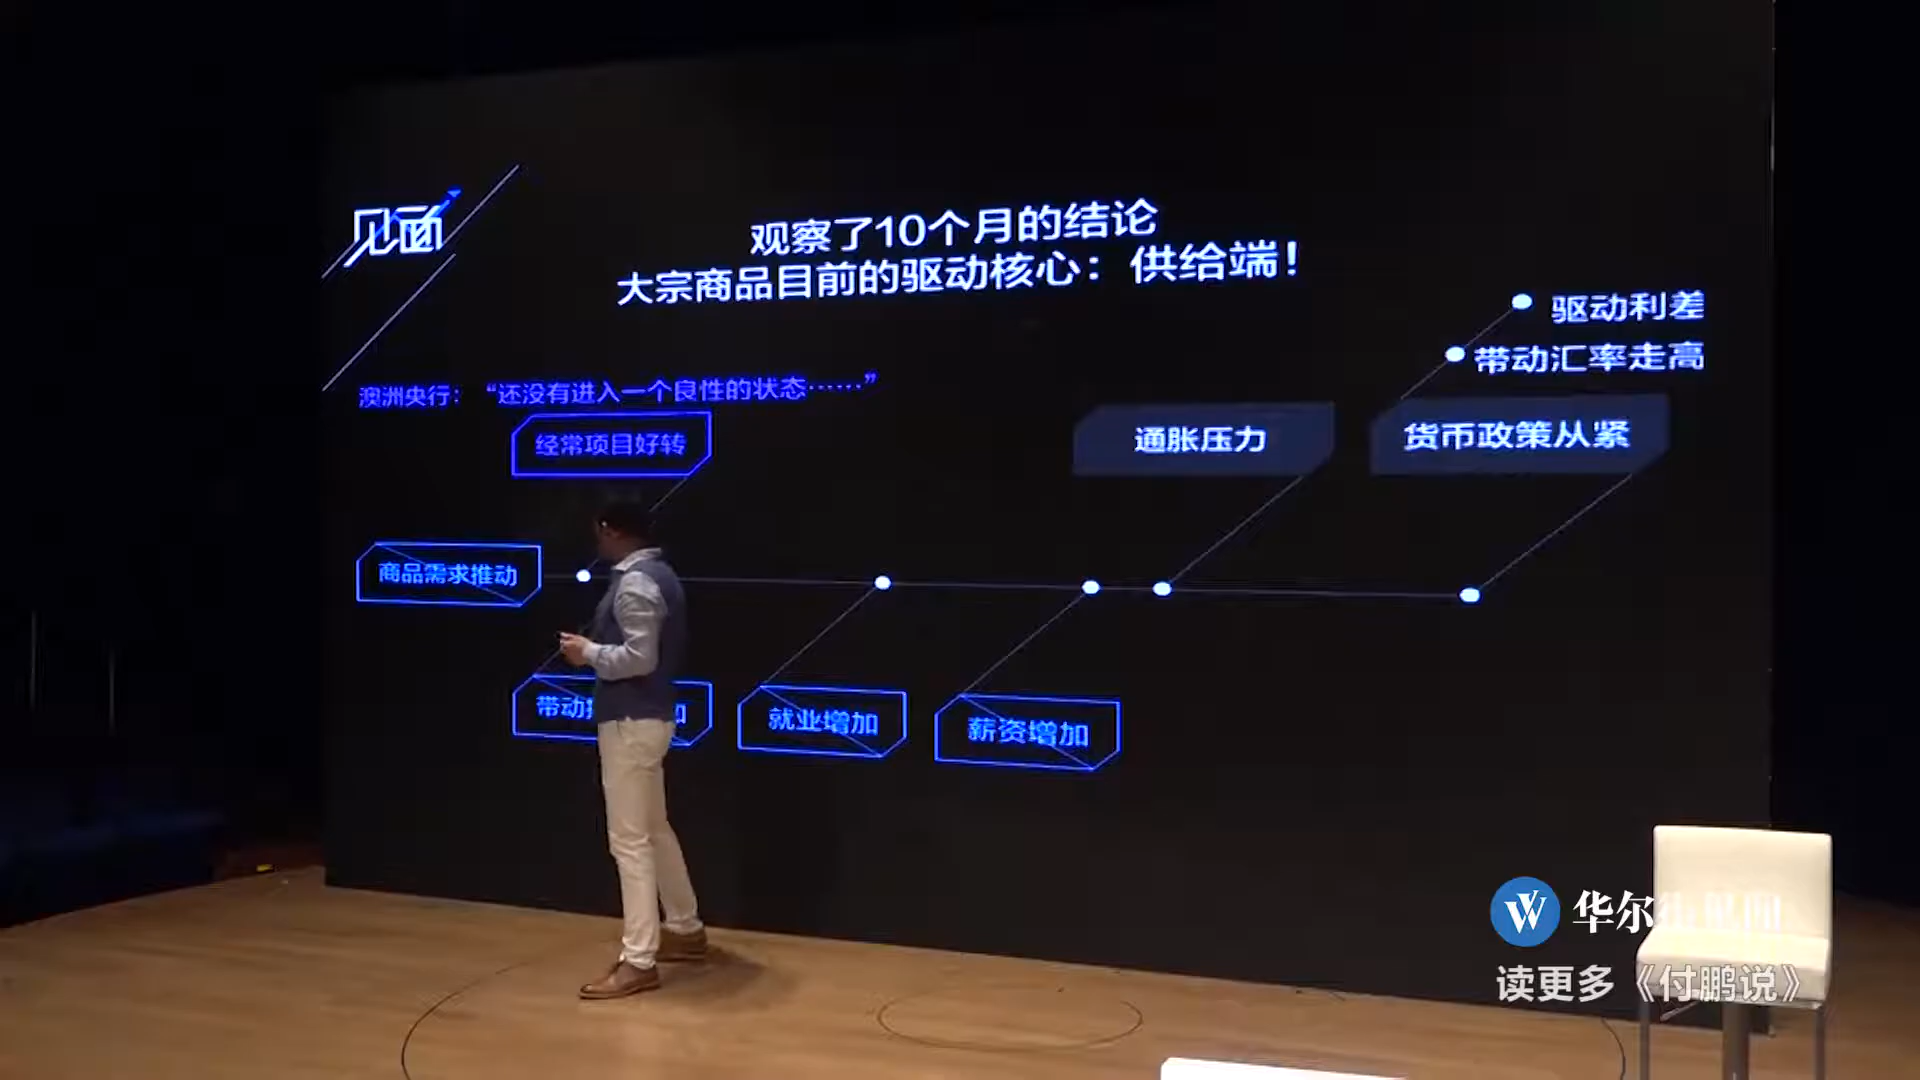 见面
观察了10个月的结论
大宗商品目前的驱动核心：供给端！
驱动利差
带动汇率走高
澳洲央行：“还没有进入一个良性的状态……”
经常项目好转
通胀压力
货币政策从紧
商品需求推动
带动
加
就业增加
薪资增加
W 华尔街见闻
读更多《付鹏说》